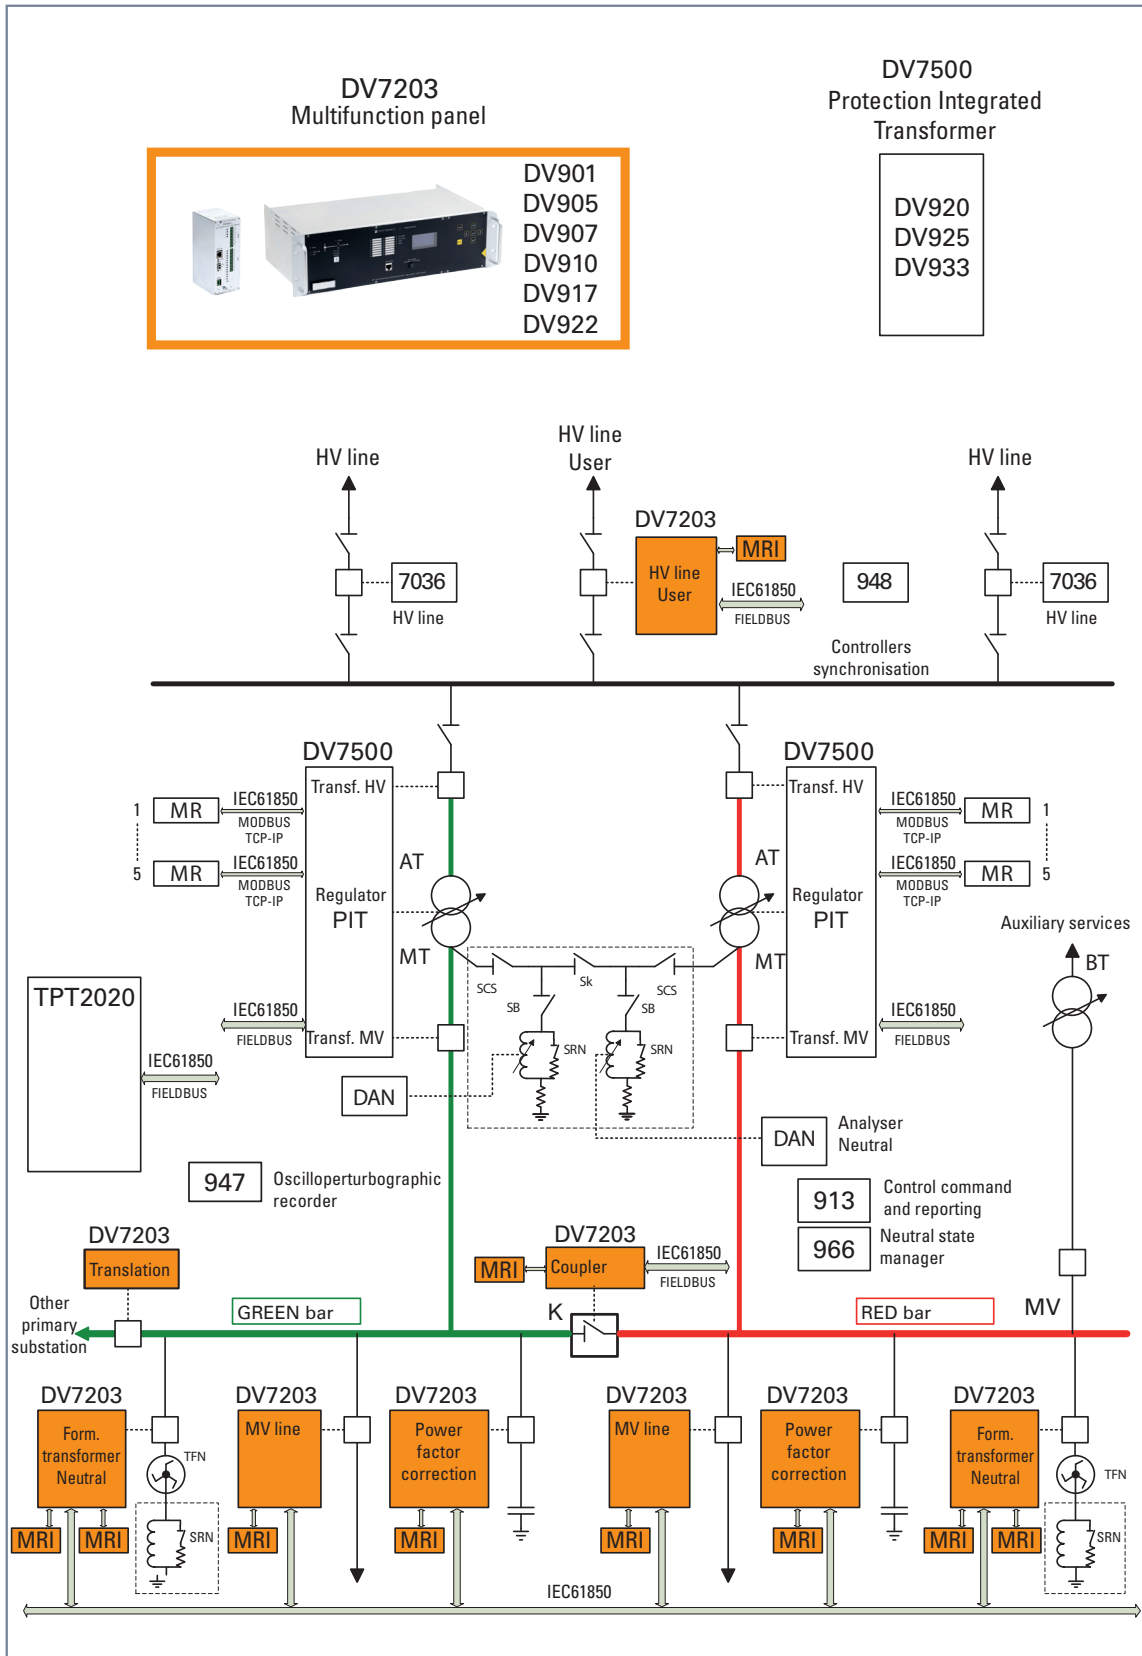 DV7203
Multifunction panel
DV901
DV905
DV907
DV910
DV917
DV922
DV7500
Protection Integrated
Transformer
DV920
DV925
DV933
HV line
HV line
User
HV line
7036
HV line
DV7203
HV line
User
MRI
IEC61850
FIELDBUS
948
7036
HV line
Controllers
synchronisation
DV7500
Transf. HV
Regulator
PIT
Transf. MV
1
MR
IEC61850
MODBUS
TCP-IP
5
MR
IEC61850
MODBUS
TCP-IP
IEC61850
FIELDBUS
AT
MT
DV7500
Transf. HV
Regulator
PIT
Transf. MV
AT
MT
IEC61850
MODBUS
TCP-IP
MR
1
IEC61850
MODBUS
TCP-IP
MR
5
IEC61850
FIELDBUS
SCS
Sk
SCS
SB
SB
SRN
SRN
Auxiliary services
BT
TPT2020
IEC61850
FIELDBUS
DAN
DAN
Analyser
Neutral
947
Oscilloperturbographic
recorder
913
Control command
and reporting
966
Neutral state
manager
DV7203
Translation
Other
primary
substation
GREEN bar
DV7203
MRI
Coupler
IEC61850
FIELDBUS
K
RED bar
MV
DV7203
Form.
transformer
Neutral
MRI
MRI
TFN
SRN
DV7203
MV line
MRI
DV7203
Power
factor
correction
MRI
DV7203
MV line
MRI
DV7203
Power
factor
correction
MRI
DV7203
Form.
transformer
Neutral
MRI
MRI
TFN
SRN
IEC61850